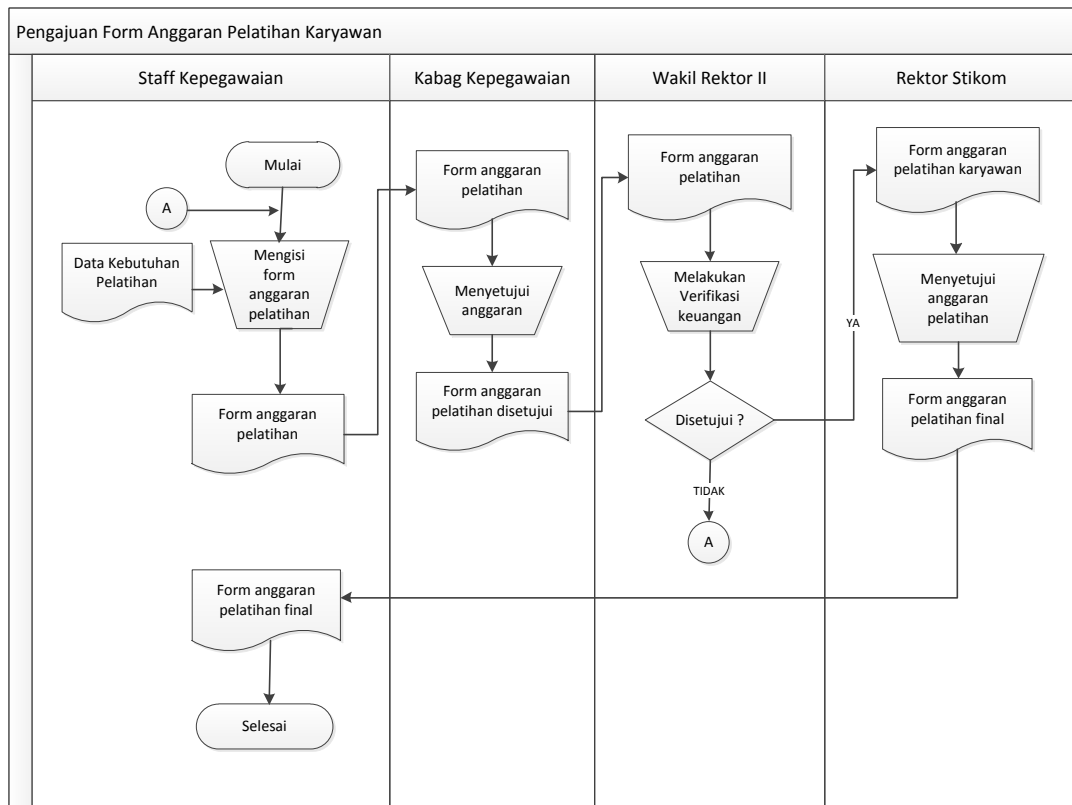 Pengajuan Form Anggaran Pelatihan Karyawan
Staff Kepegawaian
Kabag Kepegawaian
Wakil Rektor II
Rektor Stikom
Mulai
A
Data Kebutuhan
Pelatihan
Mengisi
form
anggaran
pelatihan
Form anggaran
pelatihan
Form anggaran
pelatihan
Menyetujui
anggaran
Form anggaran
pelatihan disetujui
Form anggaran
pelatihan
Melakukan
Verifikasi
keuangan
Disetujui ?
YA
TIDAK
A
Form anggaran
pelatihan karyawan
Menyetujui
anggaran
pelatihan
Form anggaran
pelatihan final
Form anggaran
pelatihan final
Selesai